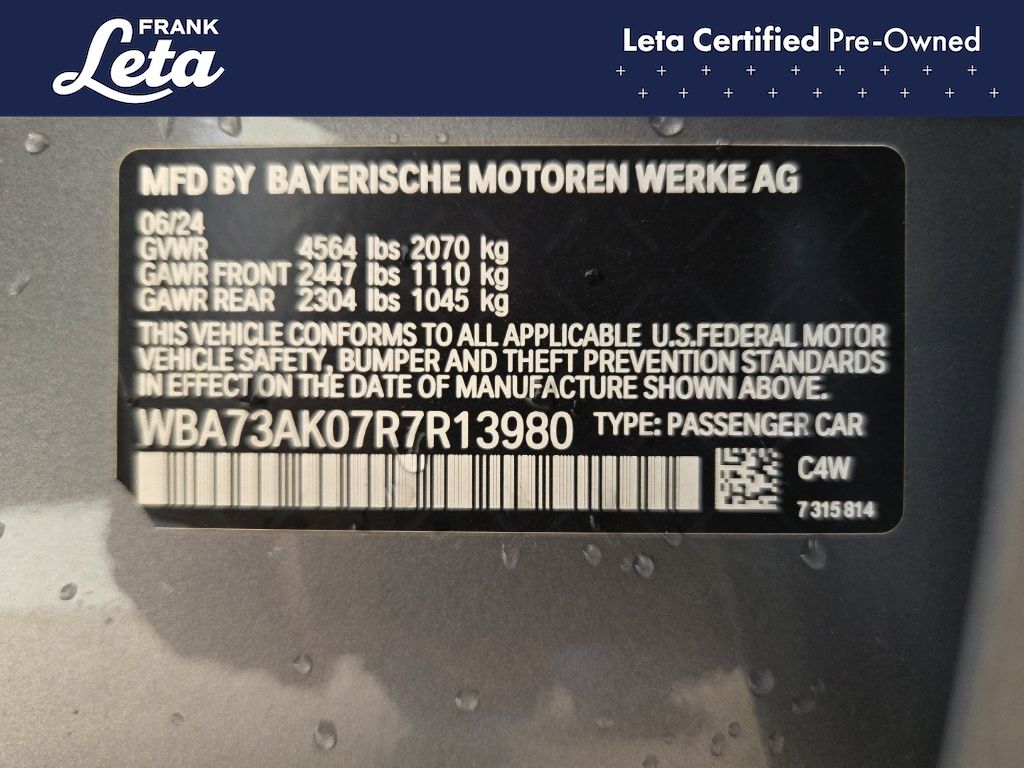 FRANK
Leta
Leta Certified Pre-Owned
MFD BY BAYERISCHE MOTOREN WERKE AG
06/24
GVWR 4564 lbs 2070 kg
GAWR FRONT 2447 lbs 1110 kg
GAWR REAR 2304 lbs 1045 kg
THIS VEHICLE CONFORMS TO ALL APPLICABLE U.S.FEDERAL MOTOR
VEHICLE SAFETY, BUMPER AND THEFT PREVENTION STANDARDS
IN EFFECT ON THE DATE OF MANUFACTURE SHOWN ABOVE.
WBA73AK07R7R13980 TYPE: PASSENGER CAR
C4W
7315814